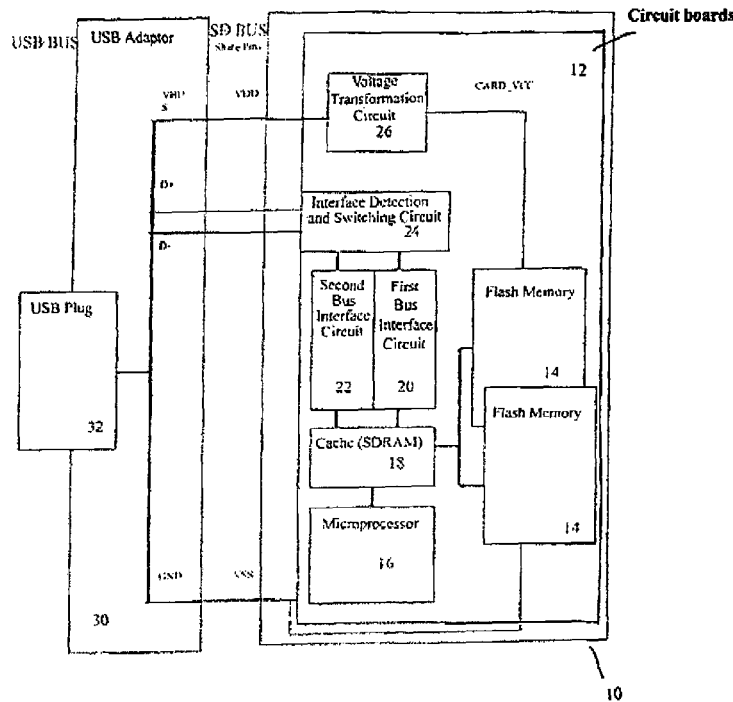 Circuit boards
USB BUS
USB Adaptor
SD BUS
12
Voltage
Transformation
Circuit
26
CARD_VCC
VDD
D+
Interface Detection
and Switching Circuit
24
D-
Second
Bus
Interface
Circuit
22
First
Bus
Interface
Circuit
20
Flash Memory
14
USB Plug
32
Flash Memory
14
Cache (SDRAM)
18
Microprocessor
16
GND
VSS
30
10